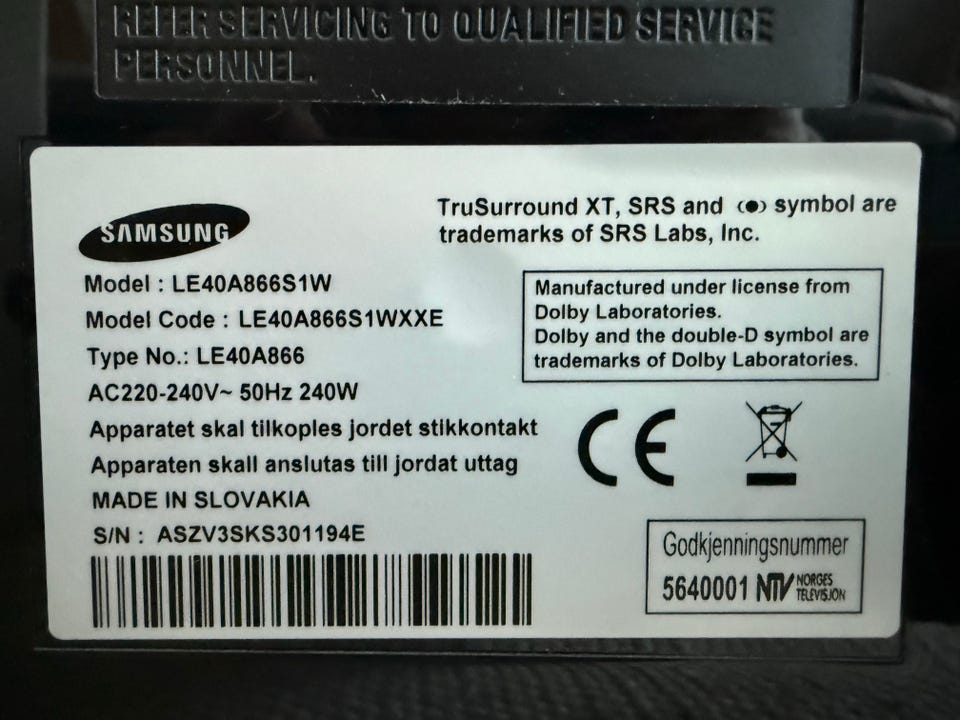 REFER SERVICING TO QUALIFIED SERVICE
PERSONNEL.
SAMSUNG
TruSurround XT, SRS and (●) symbol are
trademarks of SRS Labs, Inc.
Model : LE40A866S1W
Model Code : LE40A866S1WXXE
Type No.: LE40A866
AC220-240V~ 50Hz 240W
Apparatet skal tilkoples jordet stikkontakt
Apparaten skall anslutas till jordat uttag
MADE IN SLOVAKIA
S/N : ASZV3SKS301194E
Manufactured under license from
Dolby Laboratories.
Dolby and the double-D symbol are
trademarks of Dolby Laboratories.
CE
Godkjenningsnummer
5640001 NTV NORGES
TELEVISJON